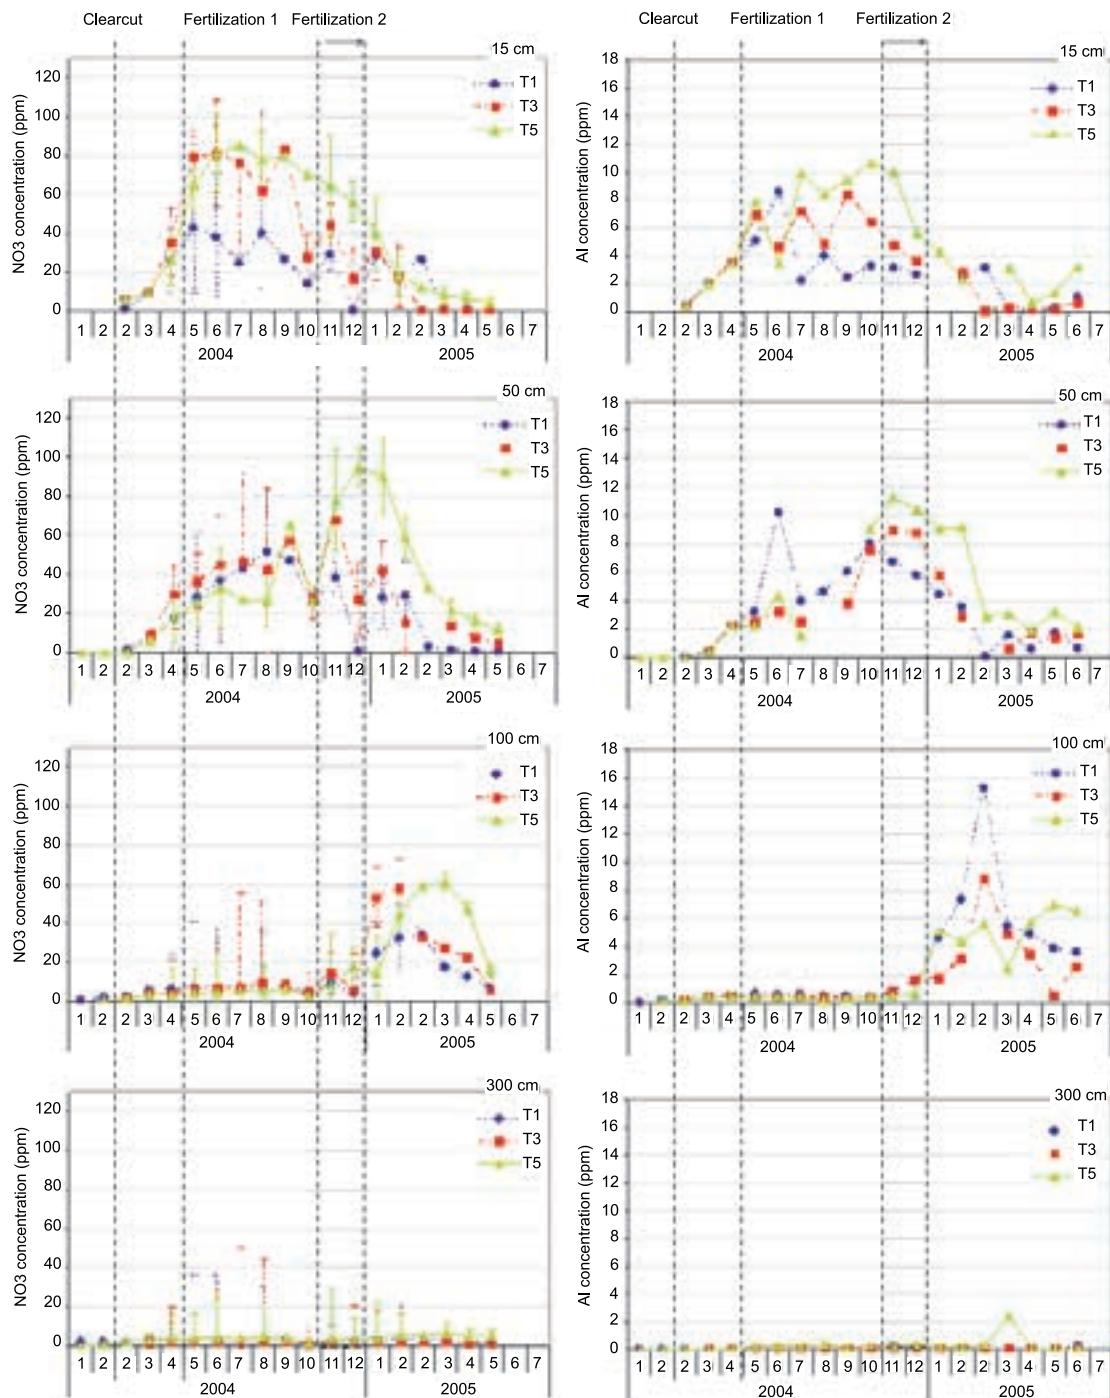 Clearcut Fertilization 1 Fertilization 2
15 cm
NO3 concentration (ppm)
120
100
80
60
40
20
0
T1
T3
T5
1 2 2 3 4 5 6 7 8 9 10 11 12 1 2 2 3 4 5 6 7
2004 2005
Clearcut Fertilization 1 Fertilization 2
15 cm
Al concentration (ppm)
18
16
14
12
10
8
6
4
2
0
T1
T3
T5
1 2 2 3 4 5 6 7 8 9 10 11 12 1 2 2 3 4 5 6 7
2004 2005
50 cm
NO3 concentration (ppm)
120
100
80
60
40
20
0
T1
T3
T5
1 2 2 3 4 5 6 7 8 9 10 11 12 1 2 2 3 4 5 6 7
2004 2005
50 cm
Al concentration (ppm)
18
16
14
12
10
8
6
4
2
0
T1
T3
T5
1 2 2 3 4 5 6 7 8 9 10 11 12 1 2 2 3 4 5 6 7
2004 2005
100 cm
NO3 concentration (ppm)
120
100
80
60
40
20
0
T1
T3
T5
1 2 2 3 4 5 6 7 8 9 10 11 12 1 2 2 3 4 5 6 7
2004 2005
100 cm
Al concentration (ppm)
18
16
14
12
10
8
6
4
2
0
T1
T3
T5
1 2 2 3 4 5 6 7 8 9 10 11 12 1 2 2 3 4 5 6 7
2004 2005
300 cm
NO3 concentration (ppm)
120
100
80
60
40
20
0
T1
T3
T5
1 2 2 3 4 5 6 7 8 9 10 11 12 1 2 2 3 4 5 6 7
2004 2005
300 cm
Al concentration (ppm)
18
16
14
12
10
8
6
4
2
0
T1
T3
T5
1 2 2 3 4 5 6 7 8 9 10 11 12 1 2 2 3 4 5 6 7
2004 2005